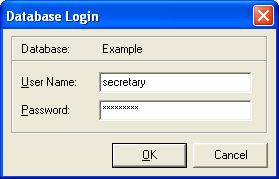 Database Login
Database: Example
User Name: secretary
Password: ×××××××××
OK Cancel